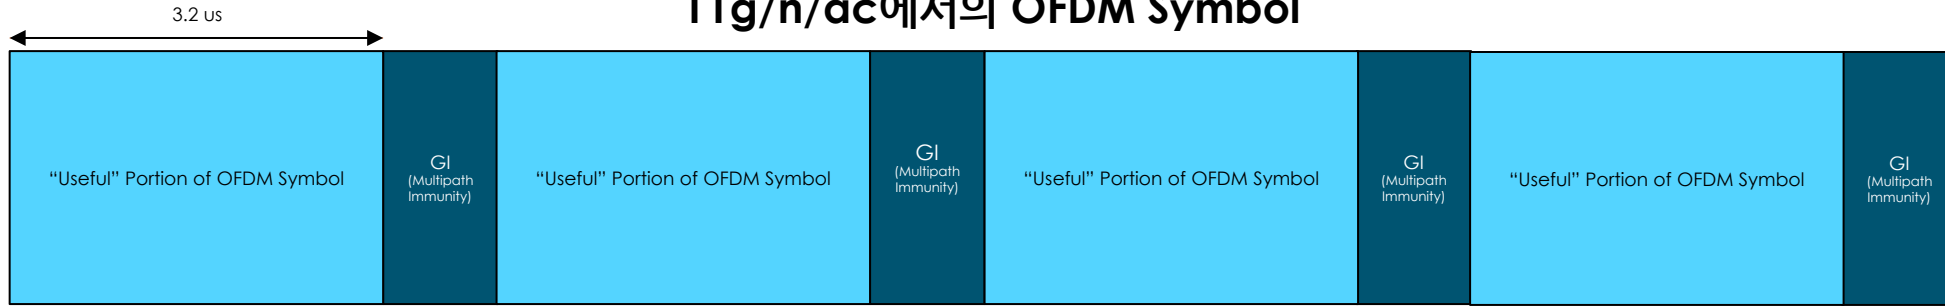 11g/n/ac에서의 OFDM Symbol
3.2 us
“Useful” Portion of OFDM Symbol
GI
(Multipath
Immunity)
“Useful” Portion of OFDM Symbol
GI
(Multipath
Immunity)
“Useful” Portion of OFDM Symbol
GI
(Multipath
Immunity)
“Useful” Portion of OFDM Symbol
GI
(Multipath
Immunity)